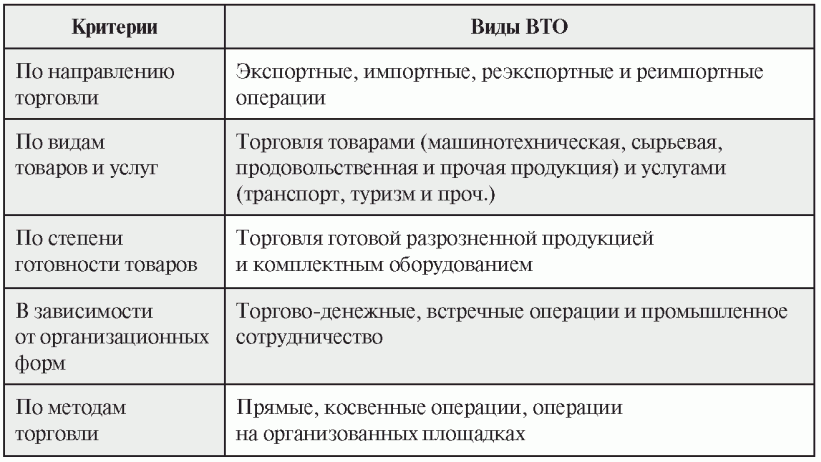 Критерии
Виды ВТО
По направлению
торговли
Экспортные, импортные, реэкспортные и реимпортные
операции
По видам
товаров и услуг
Торговля товарами (машинотехническая, сырьевая,
продовольственная и прочая продукция) и услугами
(транспорт, туризм и проч.)
По степени
готовности товаров
Торговля готовой разрозненной продукцией
и комплектным оборудованием
В зависимости
от организационных
форм
Торгово-денежные, встречные операции и промышленное
сотрудничество
По методам
торговли
Прямые, косвенные операции, операции
на организованных площадках